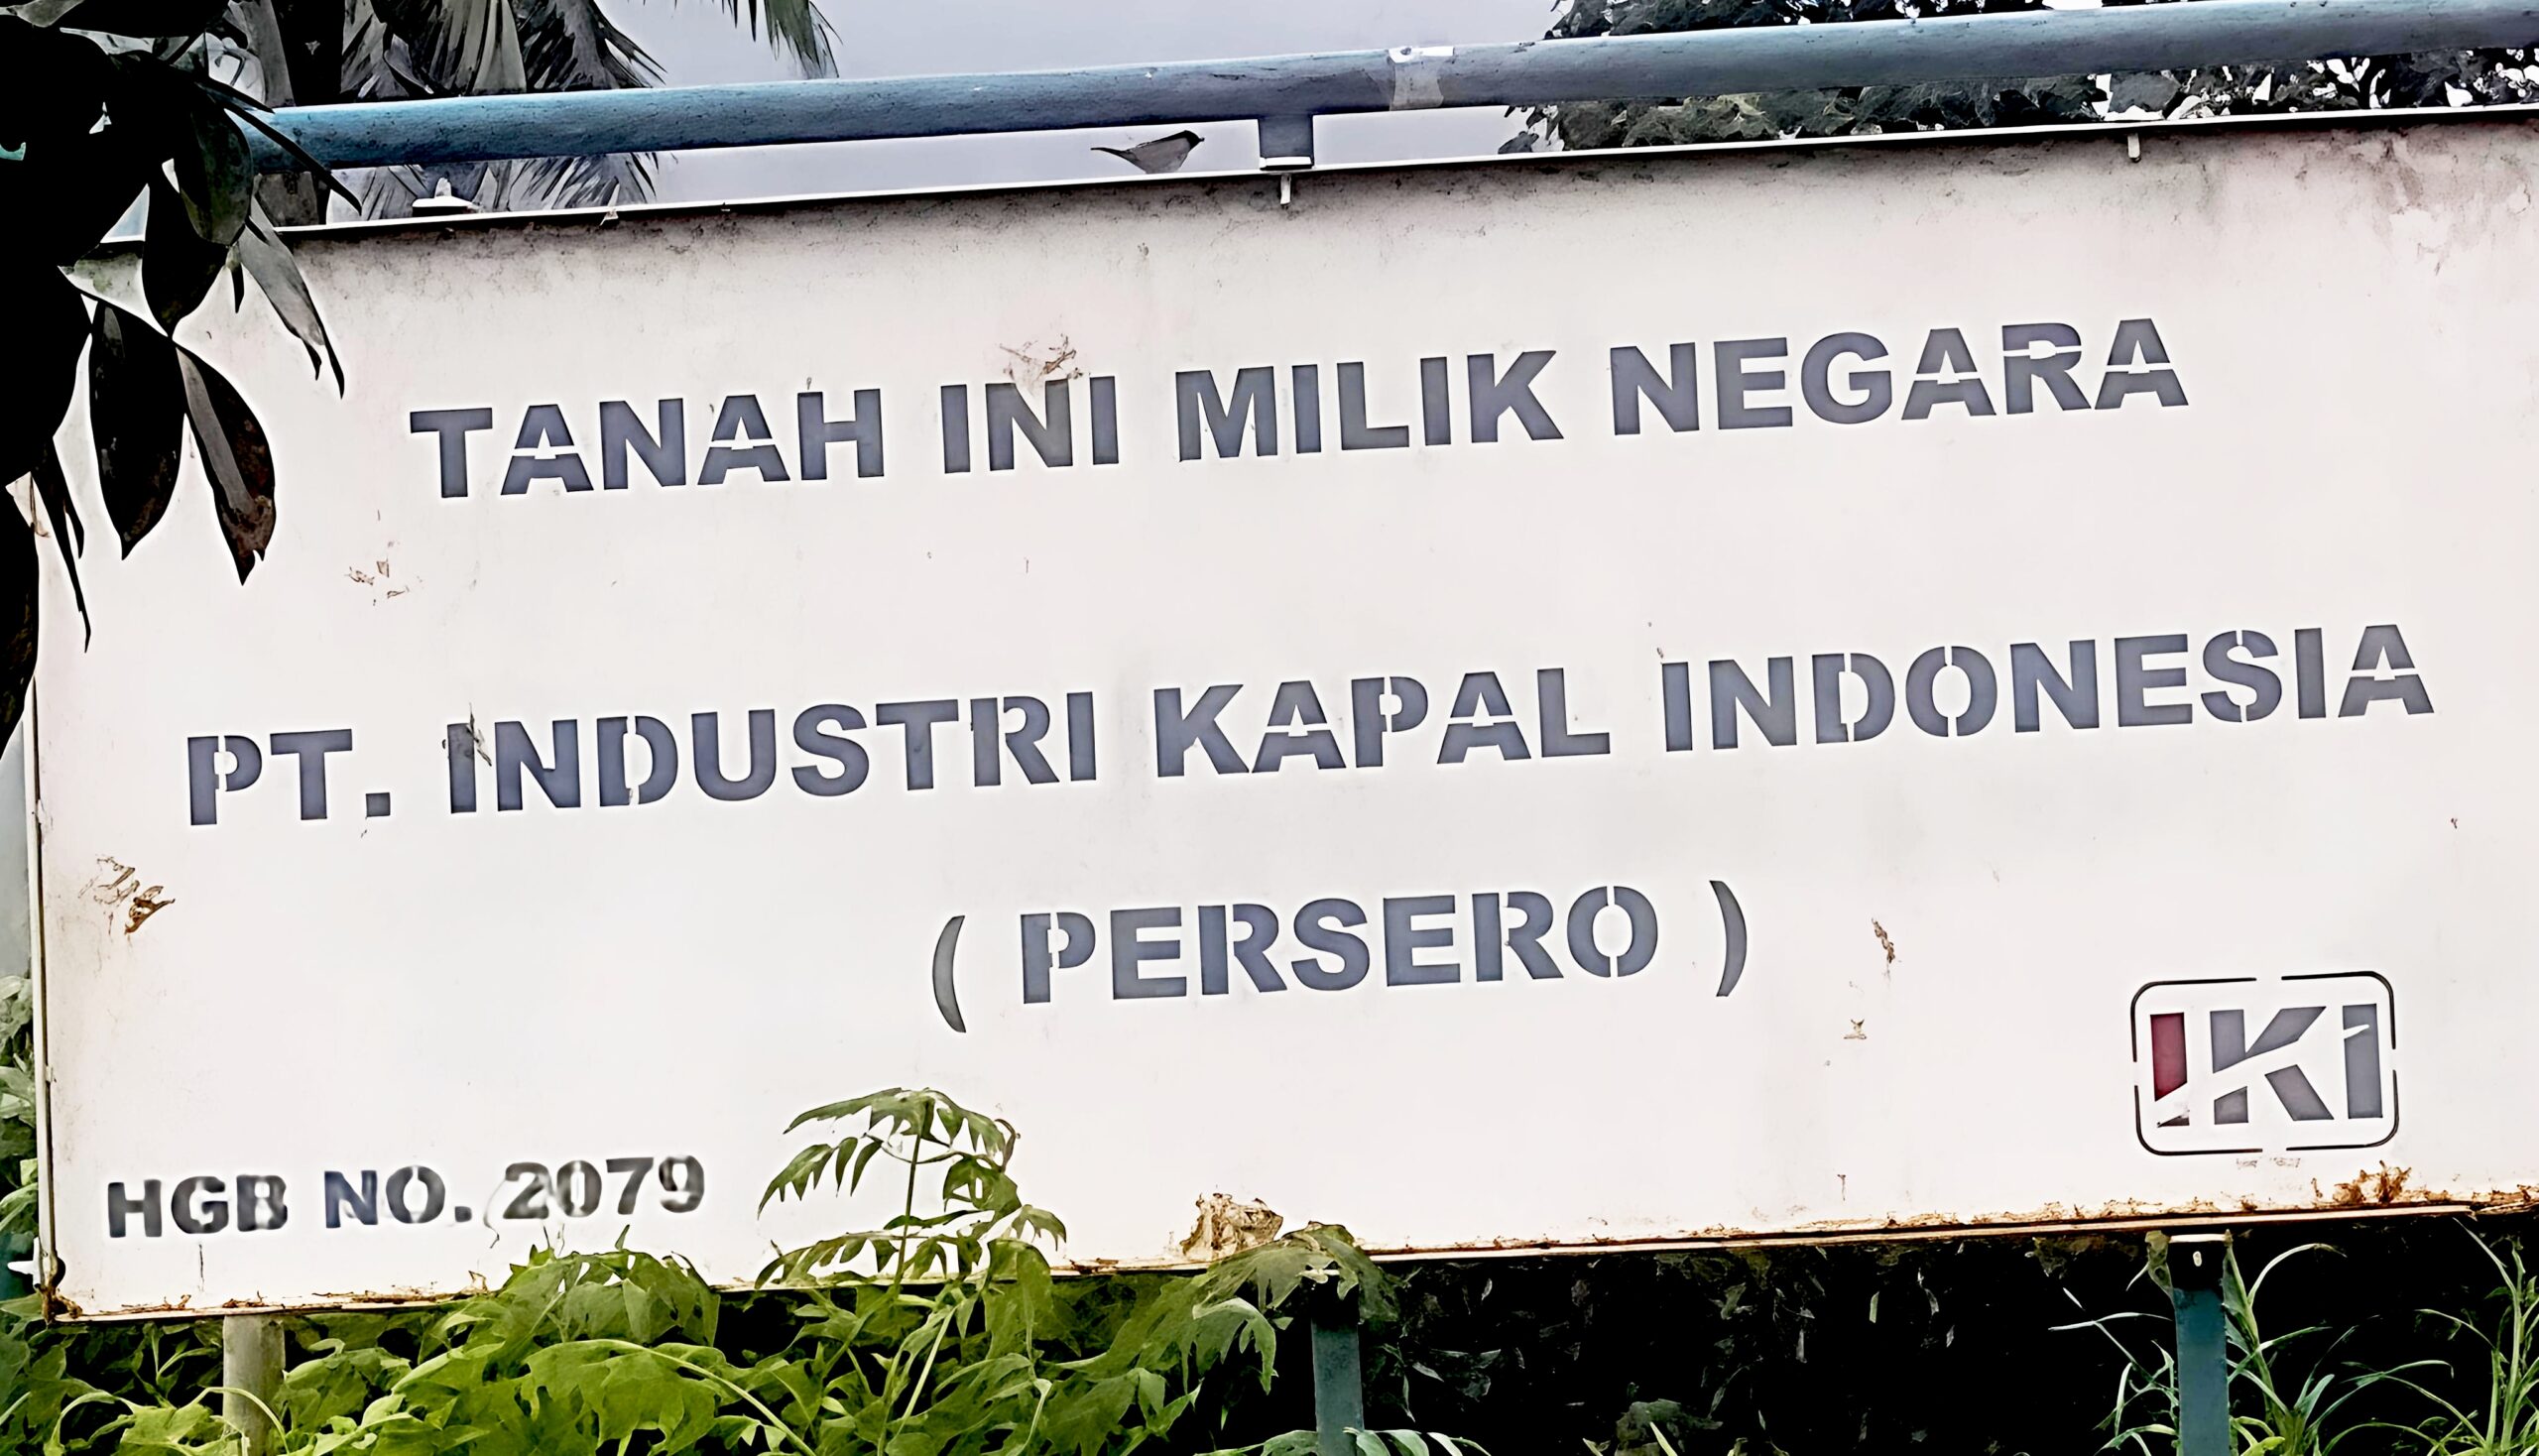 TANAH INI MILIK NEGARA
PT. INDUSTRI KAPAL INDONESIA
( PERSERO )
IKI
HGB NO. 2079